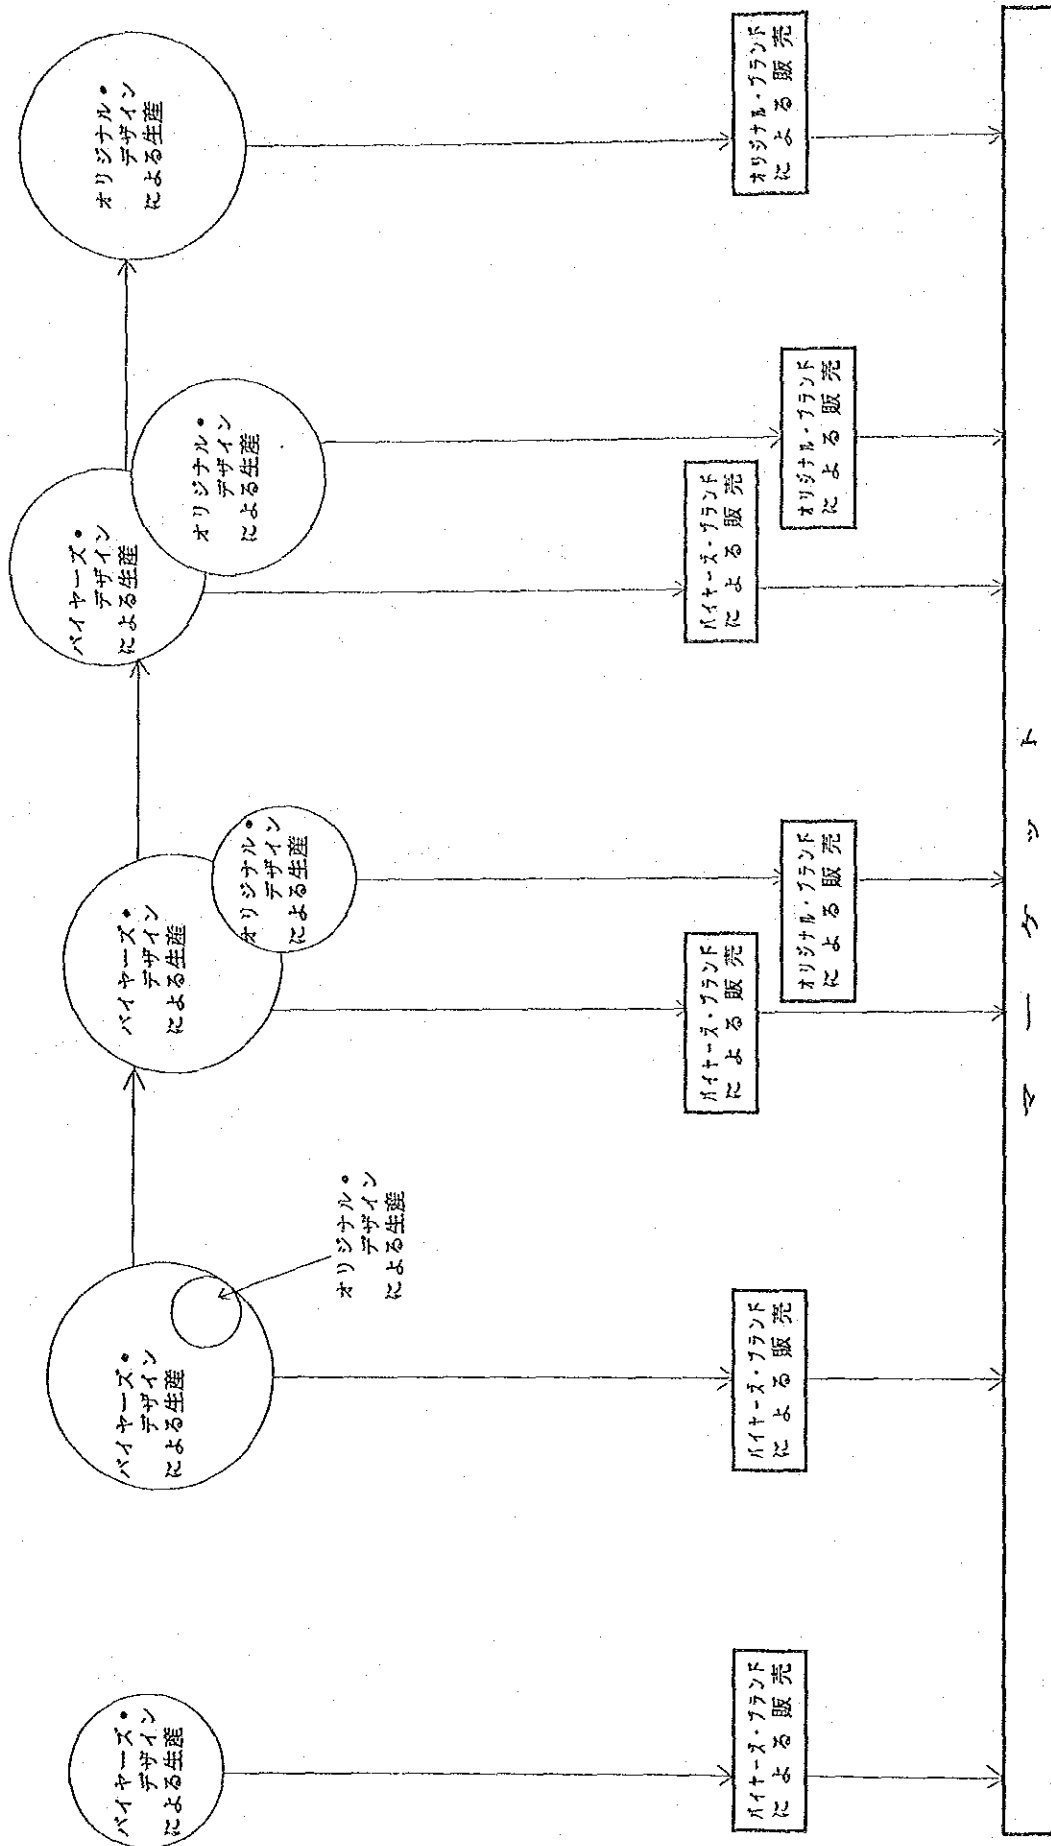 バイヤーズ・
デザイン
による生産
バイヤーズ・
デザイン
による生産
オリジナル・
デザイン
による生産
バイヤーズ・
デザイン
による生産
オリジナル・
デザイン
による生産
バイヤーズ・
デザイン
による生産
オリジナル・
デザイン
による生産
オリジナル・
デザイン
による生産
バイヤーズ・ブランド
による販売
バイヤーズ・ブランド
による販売
バイヤーズ・ブランド
による販売
オリジナル・ブランド
による販売
バイヤーズ・ブランド
による販売
オリジナル・ブランド
による販売
オリジナル・ブランド
による販売
マーケット